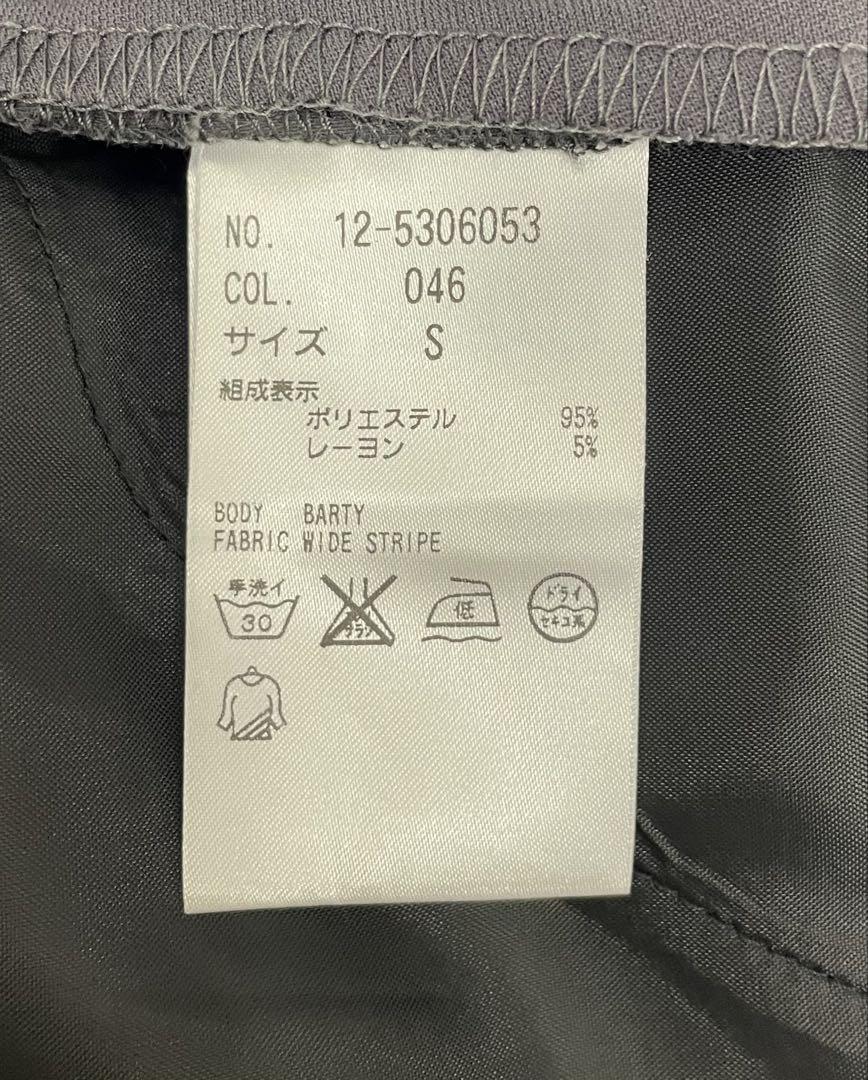 NO. 12-5306053
COL. 046
サイズ S
組成表示
ポリエステル 95%
レーヨン 5%
BODY BARTY
FABRIC WIDE STRIPE
手洗イ
30
低
ドライ
セキユ系